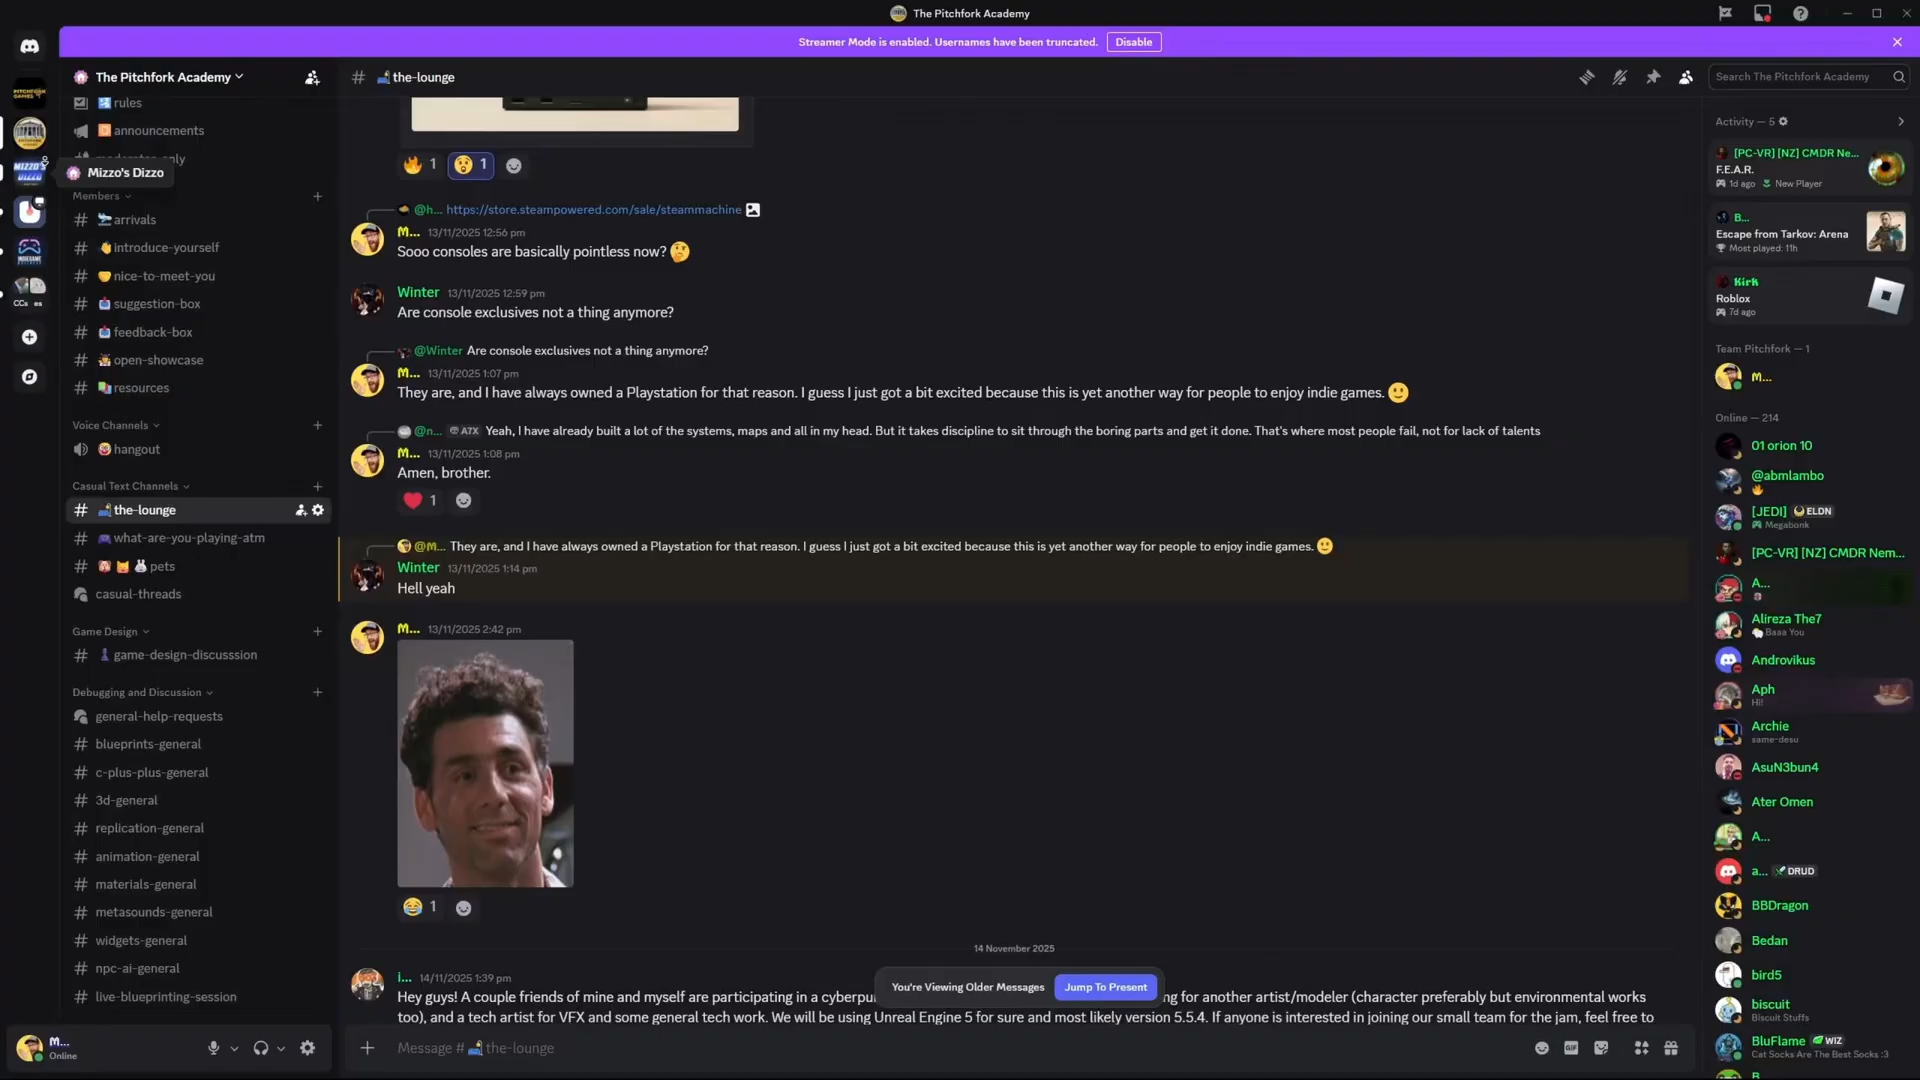 The Pitchfork Academy
Streamer Mode is enabled. Usernames have been truncated.
Disable
The Pitchfork Academy
rules
announcements
Mizzo's Dizzo
Members
arrivals
introduce-yourself
nice-to-meet-you
suggestion-box
feedback-box
open-showcase
resources
Voice Channels
hangout
Casual Text Channels
the-lounge
what-are-you-playing-atm
pets
casual-threads
Game Design
game-design-discusssion
Debugging and Discussion
general-help-requests
blueprints-general
c-plus-plus-general
3d-general
replication-general
animation-general
materials-general
metasounds-general
widgets-general
npc-ai-general
live-blueprinting-session
M...
Online
# the-lounge
1 1
@h... https://store.steampowered.com/sale/steammachine
M... 13/11/2025 12:56 pm
Sooo consoles are basically pointless now?
Winter 13/11/2025 12:59 pm
Are console exclusives not a thing anymore?
@Winter Are console exclusives not a thing anymore?
M... 13/11/2025 1:07 pm
They are, and I have always owned a Playstation for that reason. I guess I just got a bit excited because this is yet another way for people to enjoy indie games.
@n... A7X Yeah, I have already built a lot of the systems, maps and all in my head. But it takes discipline to sit through the boring parts and get it done. That's where most people fail, not for lack of talents
M... 13/11/2025 1:08 pm
Amen, brother.
1
@M... They are, and I have always owned a Playstation for that reason. I guess I just got a bit excited because this is yet another way for people to enjoy indie games.
Winter 13/11/2025 1:14 pm
Hell yeah
M... 13/11/2025 2:42 pm
1
14 November 2025
i... 14/11/2025 1:39 pm
Hey guys! A couple friends of mine and myself are participating in a cyberpu
ng for another artist/modeler (character preferably but environmental works
too), and a tech artist for VFX and some general tech work. We will be using Unreal Engine 5 for sure and most likely version 5.5.4. If anyone is interested in joining our small team for the jam, feel free to
You're Viewing Older Messages
Jump To Present
Message # the-lounge
GIF
Search The Pitchfork Academy
Activity — 5
[PC-VR] [NZ] CMDR Ne...
F.E.A.R.
1d ago New Player
B...
Escape from Tarkov: Arena
Most played: 11h
Kirk
Roblox
7d ago
Team Pitchfork — 1
M...
Online — 214
01 orion 10
@abmlambo
[JEDI] ELDN
Megabonk
[PC-VR] [NZ] CMDR Nem...
A...
Alireza The7
Baaa You
Androvikus
Aph
Hi!
Archie
same-desu
AsuN3bun4
Ater Omen
A...
a... DRUD
BBDragon
Bedan
bird5
biscuit
Biscuit Stuffs
BluFlame WIZ
Cat Socks Are The Best Socks :3